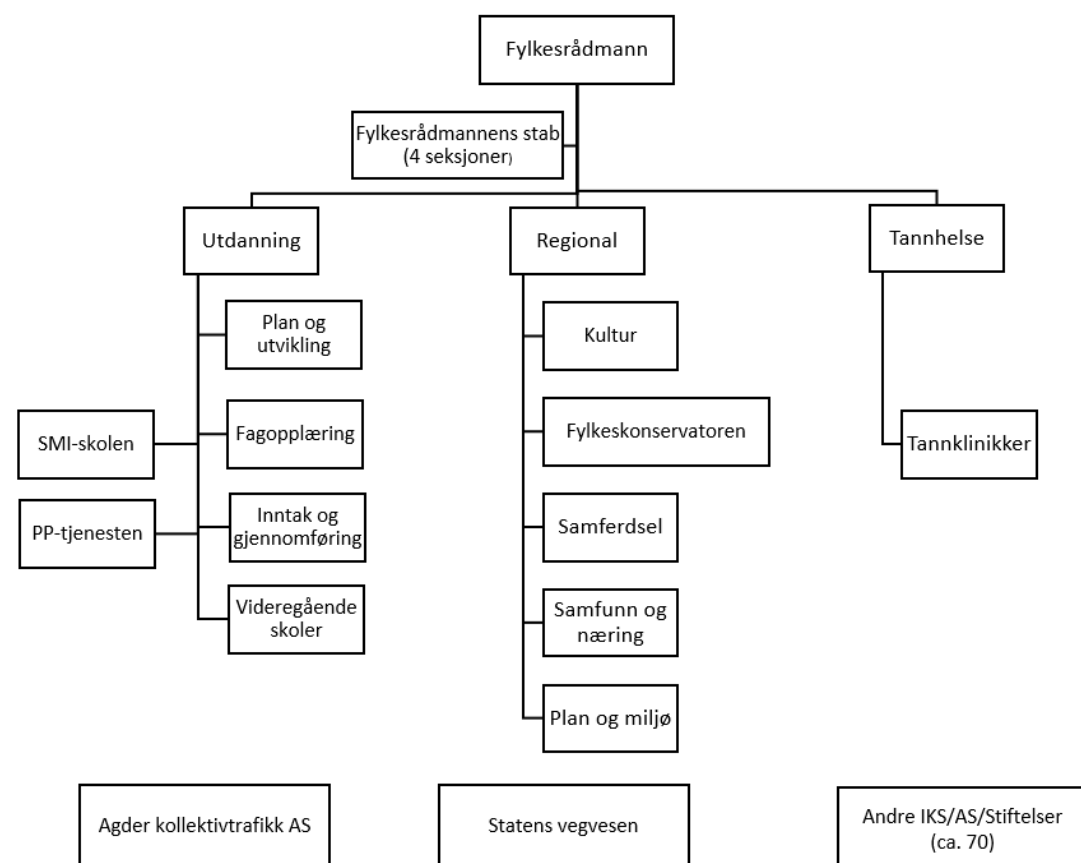 Fylkesrådmann
Fylkesrådmannens stab
(4 seksjoner)
Utdanning
Regional
Tannhelse
Plan og
utvikling
Kultur
SMI-skolen
Fagopplæring
Fylkeskonservatoren
Tannklinikker
PP-tjenesten
Inntak og
gjennomføring
Samferdsel
Videregående
skoler
Samfunn og
næring
Plan og miljø
Agder kollektivtrafikk AS
Statens vegvesen
Andre IKS/AS/Stiftelser
(ca. 70)